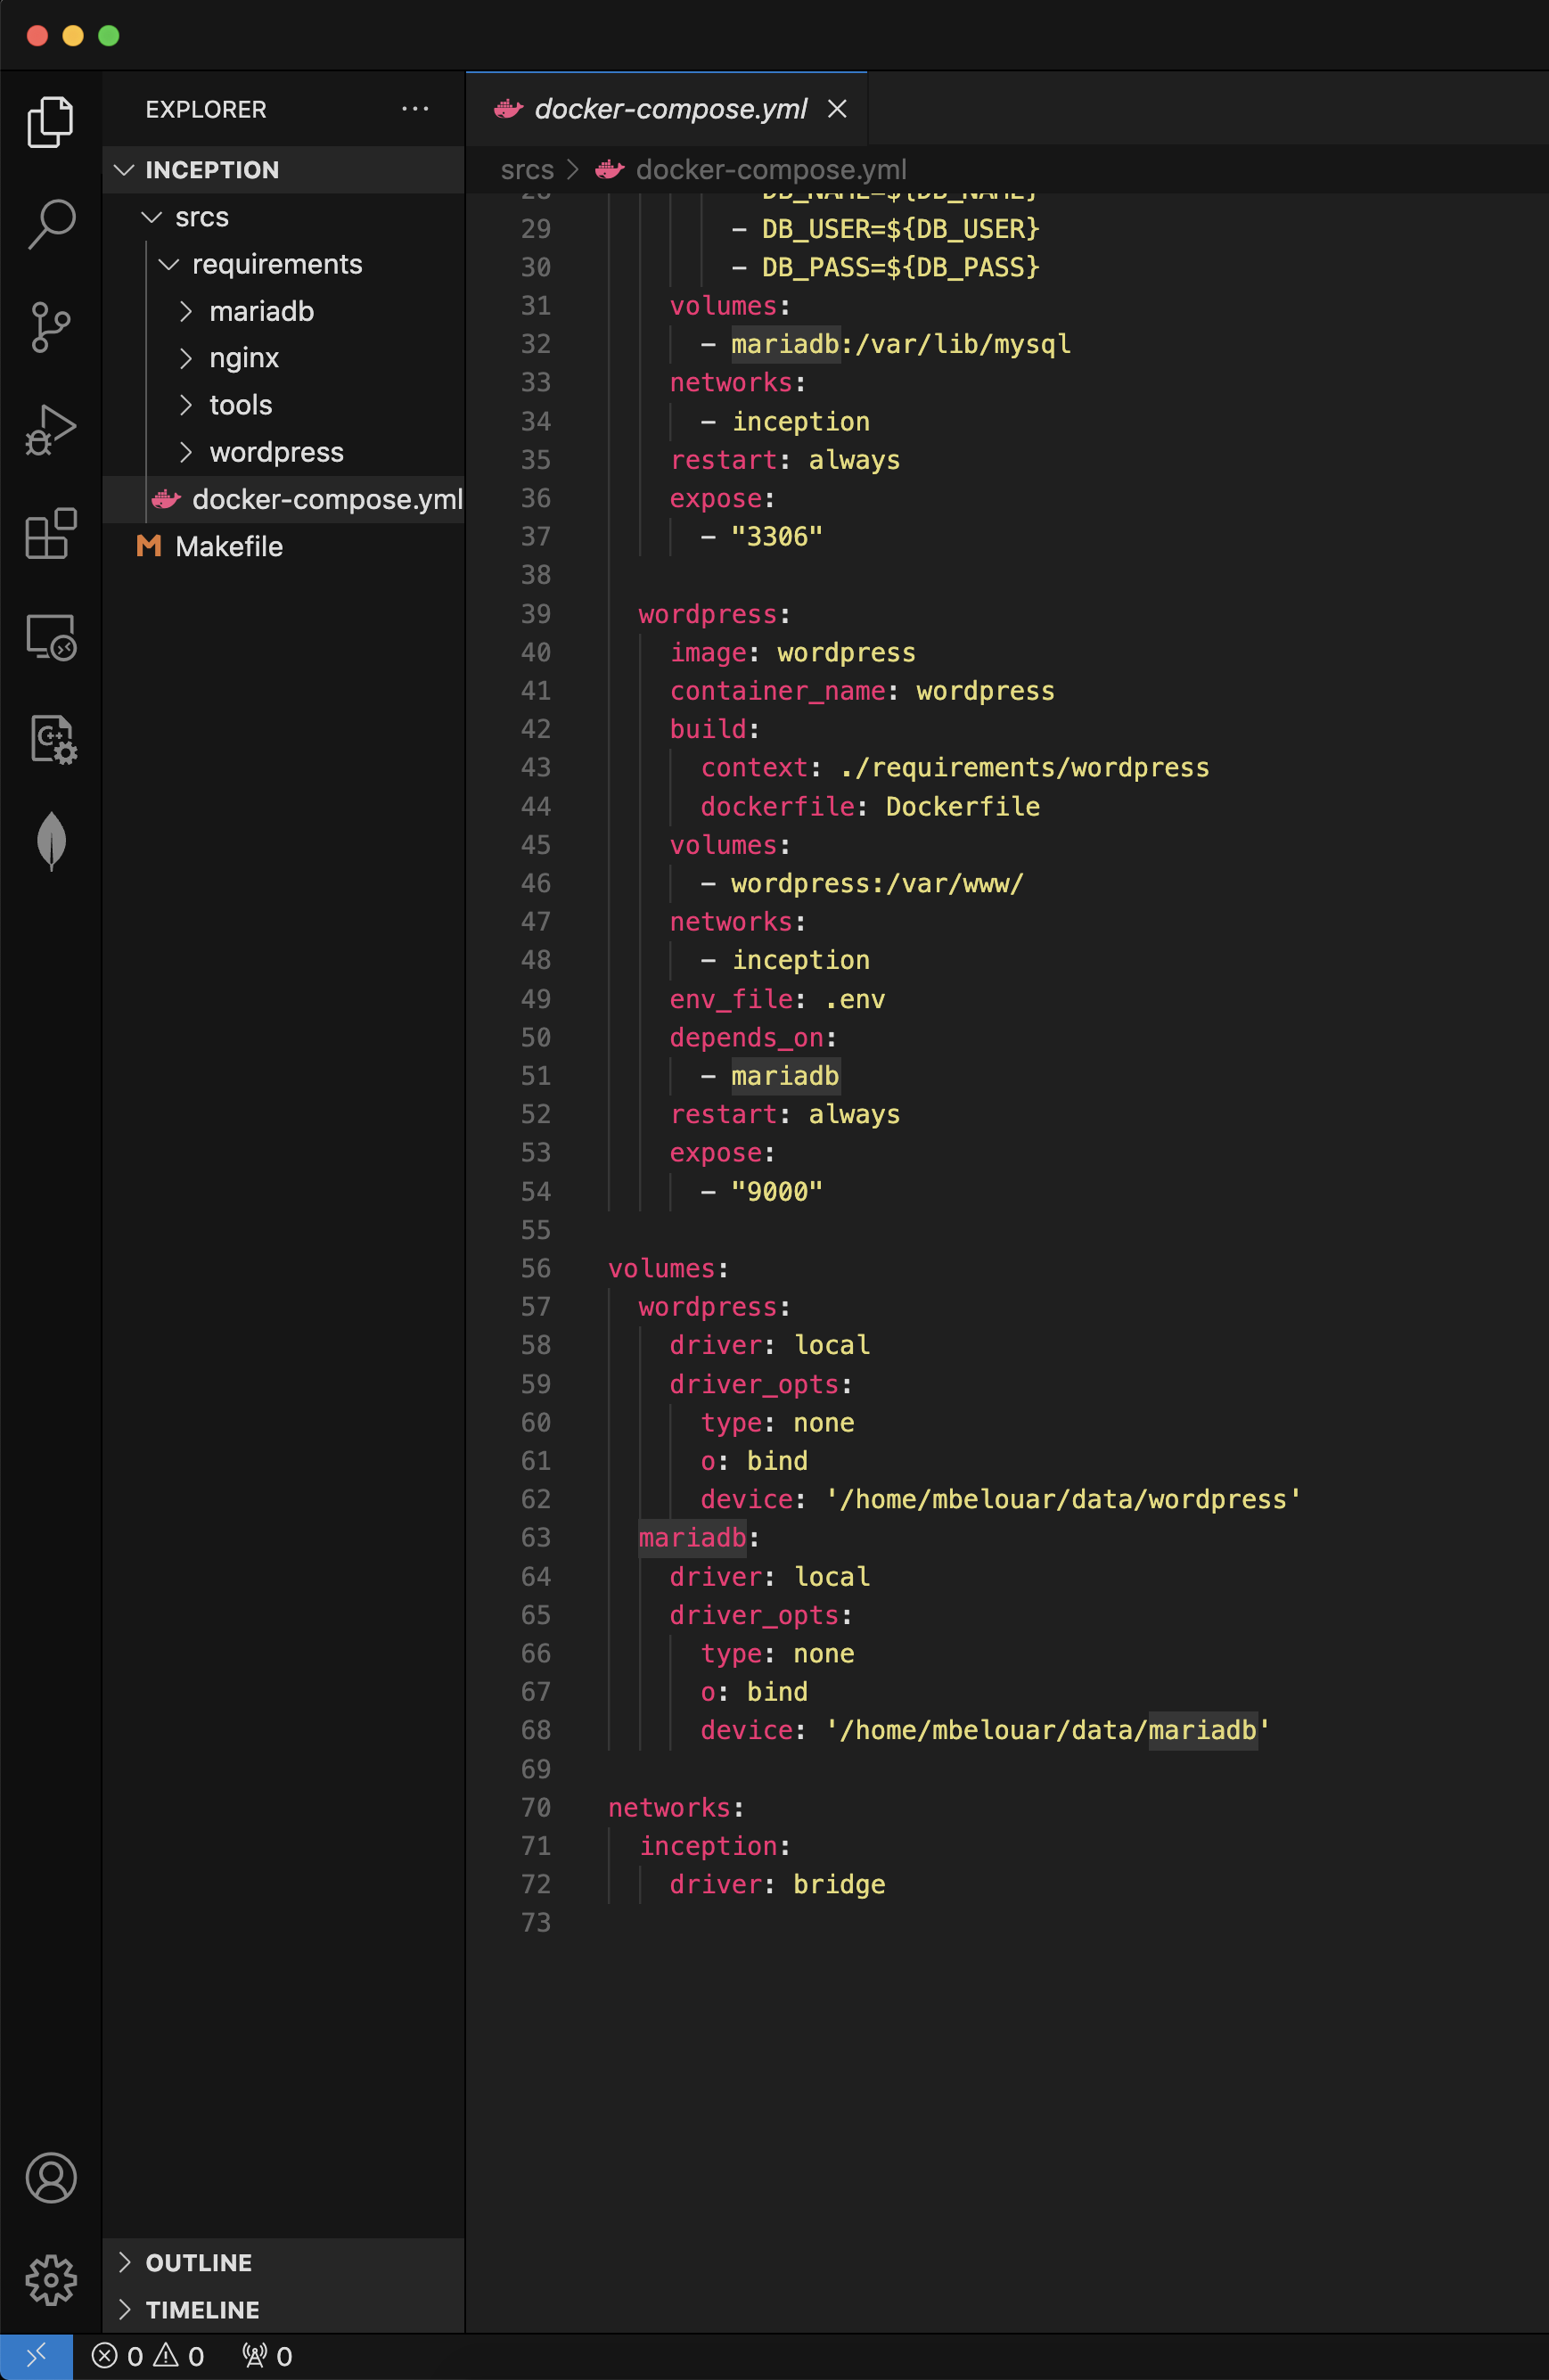 EXPLORER
INCEPTION
srcs
requirements
mariadb
nginx
tools
wordpress
docker-compose.yml
Makefile
OUTLINE
TIMELINE
docker-compose.yml
srcs > docker-compose.yml
28 DB_NAME=${DB_NAME}
29 - DB_USER=${DB_USER}
30 - DB_PASS=${DB_PASS}
31 volumes:
32 - mariadb:/var/lib/mysql
33 networks:
34 - inception
35 restart: always
36 expose:
37 - "3306"
38
39 wordpress:
40 image: wordpress
41 container_name: wordpress
42 build:
43 context: ./requirements/wordpress
44 dockerfile: Dockerfile
45 volumes:
46 - wordpress:/var/www/
47 networks:
48 - inception
49 env_file: .env
50 depends_on:
51 - mariadb
52 restart: always
53 expose:
54 - "9000"
55
56 volumes:
57 wordpress:
58 driver: local
59 driver_opts:
60 type: none
61 o: bind
62 device: '/home/mbelouar/data/wordpress'
63 mariadb:
64 driver: local
65 driver_opts:
66 type: none
67 o: bind
68 device: '/home/mbelouar/data/mariadb'
69
70 networks:
71 inception:
72 driver: bridge
73
0 0 0